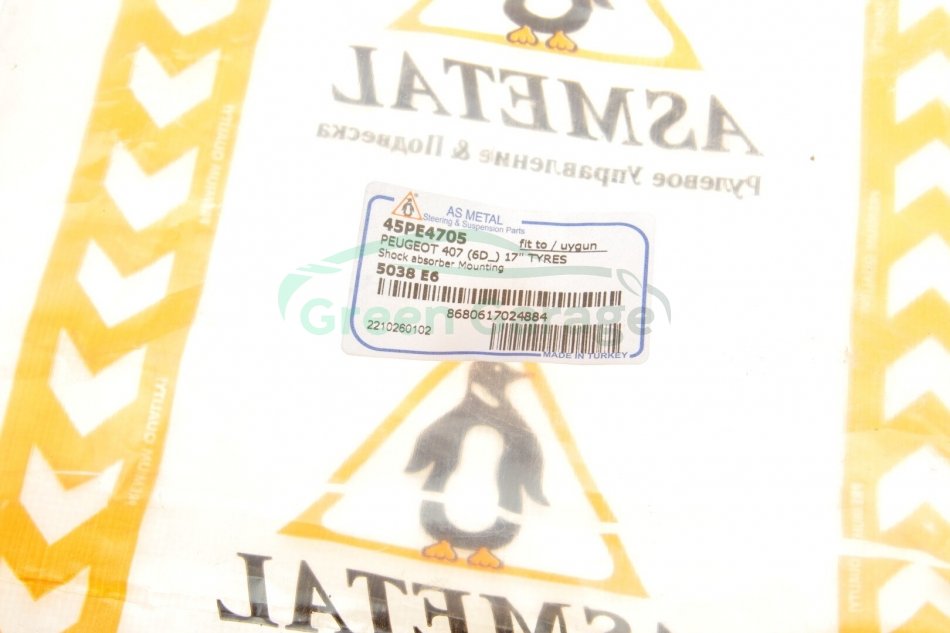 ASMETAL
Рулевое Управление & Подвеска
AS METAL
Steering & Suspension Parts
45PE4705
fit to / uygun
PEUGEOT 407 (6D_) 17" TYRES
Shock absorber Mounting
5038 E6
8680617024884
Green Garage
2210260102
MADE IN TURKEY
ASMETAL